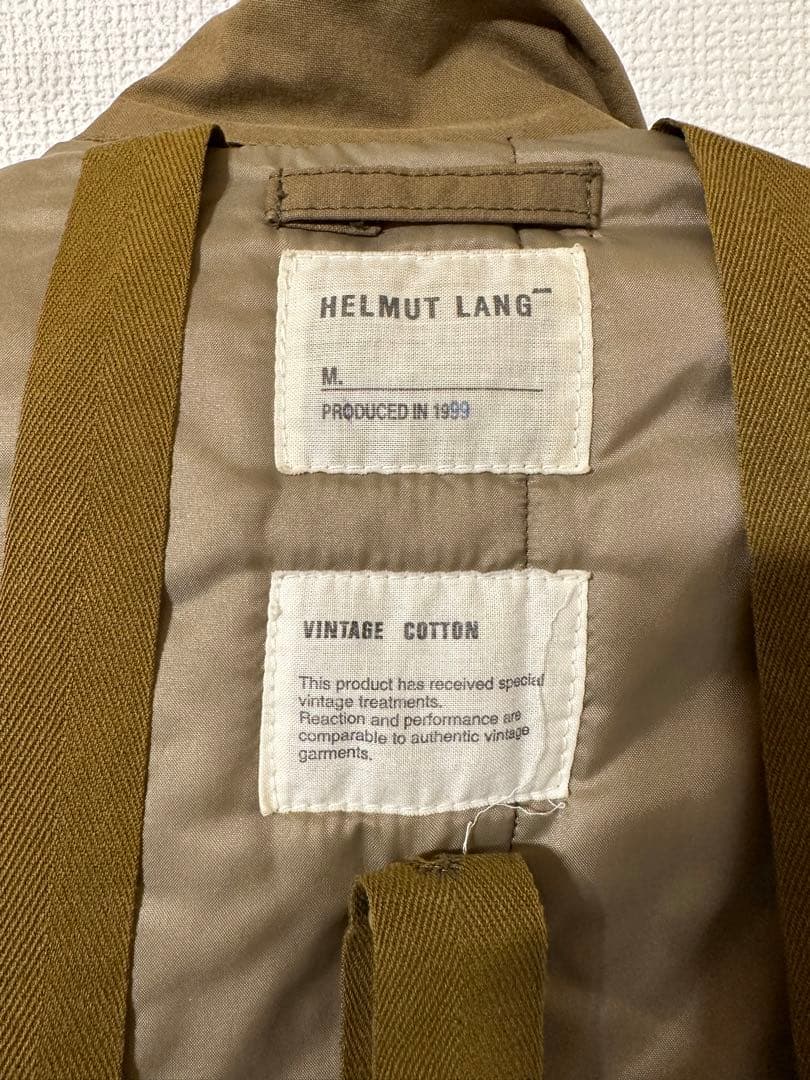 HELMUT LANG
M.
PRODUCED IN 1999
VINTAGE COTTON
This product has received special
vintage treatments.
Reaction and performance are
comparable to authentic vintage
garments.